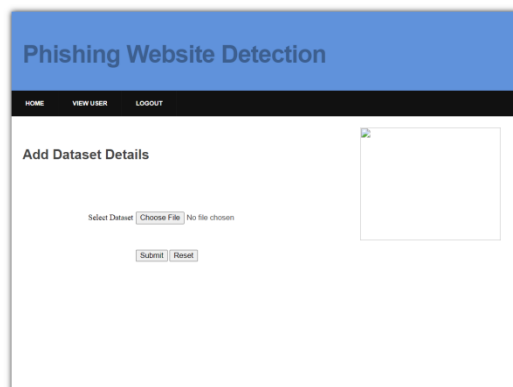 Phishing Website Detection
HOME VIEW USER LOGOUT
Add Dataset Details
Select Dataset Choose File No file chosen
Submit Reset